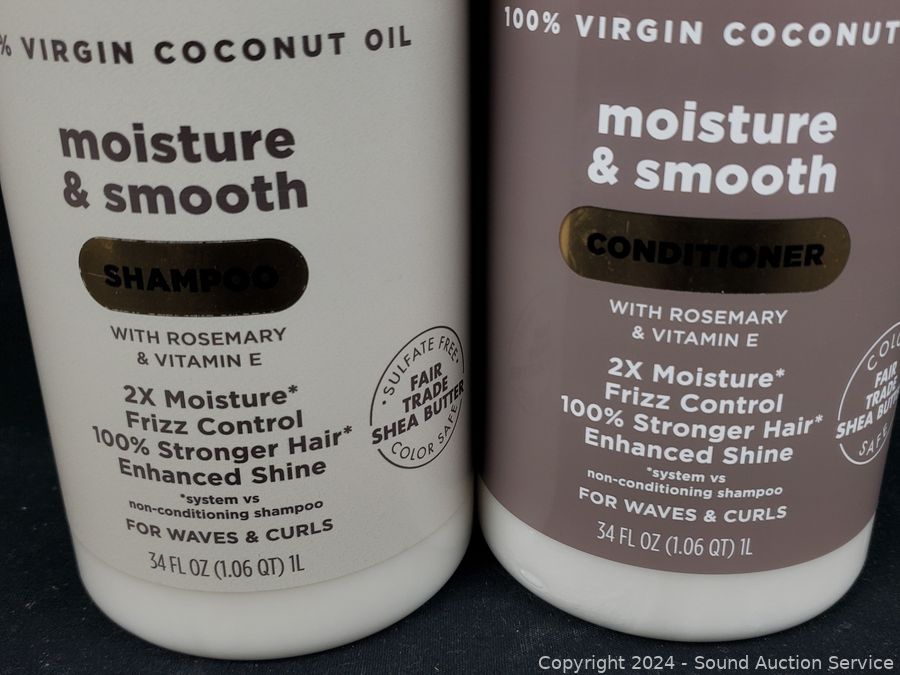 % VIRGIN COCONUT OIL
moisture
& smooth
SHAMPOO
WITH ROSEMARY
& VITAMIN E
2X Moisture*
Frizz Control
100% Stronger Hair*
Enhanced Shine
*system vs
non-conditioning shampoo
FOR WAVES & CURLS
34 FL OZ (1.06 QT) 1L
• SULFATE FREE •
FAIR
TRADE
SHEA BUTTER
COLOR SAFE
100% VIRGIN COCONUT
moisture
& smooth
CONDITIONER
WITH ROSEMARY
& VITAMIN E
2X Moisture*
Frizz Control
100% Stronger Hair*
Enhanced Shine
*system vs
non-conditioning shampoo
FOR WAVES & CURLS
34 FL OZ (1.06 QT) 1L
COLO
FAIR
TRADE
SHEA BUTT
SAFE
Copyright 2024 - Sound Auction Service